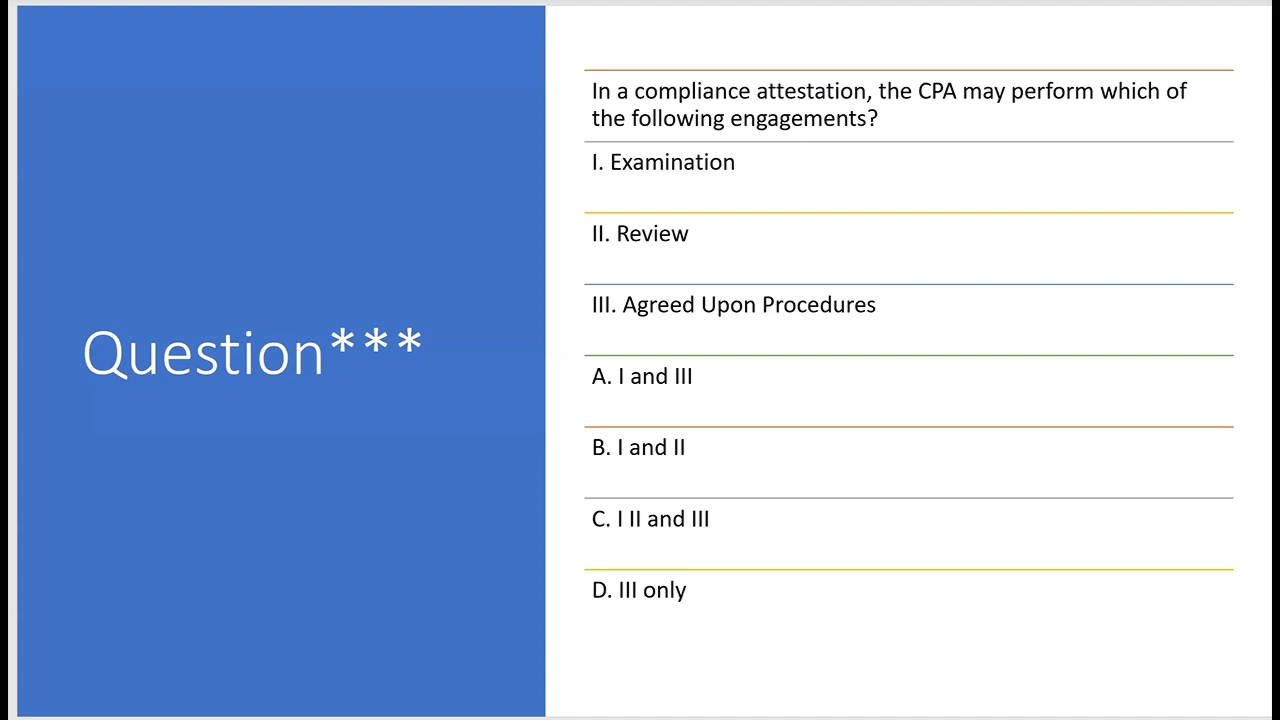 Question***
In a compliance attestation, the CPA may perform which of
the following engagements?
I. Examination
II. Review
III. Agreed Upon Procedures
A. I and III
B. I and II
C. I II and III
D. III only